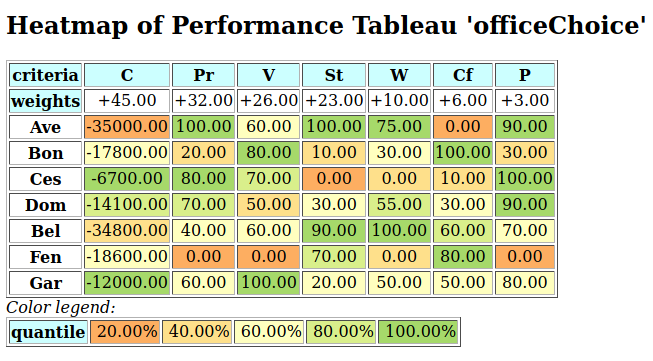 Heatmap of Performance Tableau 'officeChoice'
criteria C Pr V St W Cf P
weights +45.00 +32.00 +26.00 +23.00 +10.00 +6.00 +3.00
Ave -35000.00 100.00 60.00 100.00 75.00 0.00 90.00
Bon -17800.00 20.00 80.00 10.00 30.00 100.00 30.00
Ces -6700.00 80.00 70.00 0.00 0.00 10.00 100.00
Dom -14100.00 70.00 50.00 30.00 55.00 30.00 90.00
Bel -34800.00 40.00 60.00 90.00 100.00 60.00 70.00
Fen -18600.00 0.00 0.00 70.00 0.00 80.00 0.00
Gar -12000.00 60.00 100.00 20.00 50.00 50.00 80.00
Color legend:
quantile 20.00% 40.00% 60.00% 80.00% 100.00%